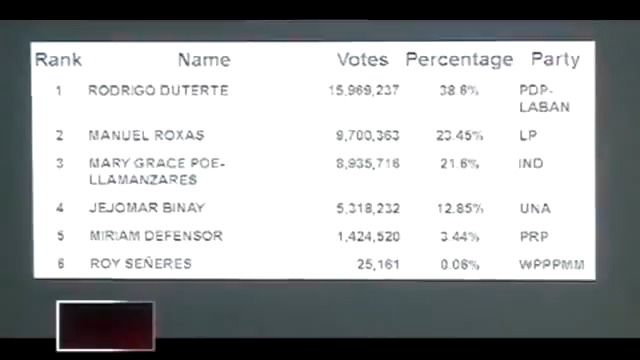 Rank Name Votes Percentage Party
1 RODRIGO DUTERTE 15,969,237 38.6% PDP-
LABAN
2 MANUEL ROXAS 9,700,363 23.45% LP
3 MARY GRACE POE- 8,935,716 21.6% IND
LLAMANZARES
4 JEJOMAR BINAY 5,318,232 12.85% UNA
5 MIRIAM DEFENSOR 1,424,520 3.44% PRP
6 ROY SEÑERES 25,161 0.06% WPPPMM